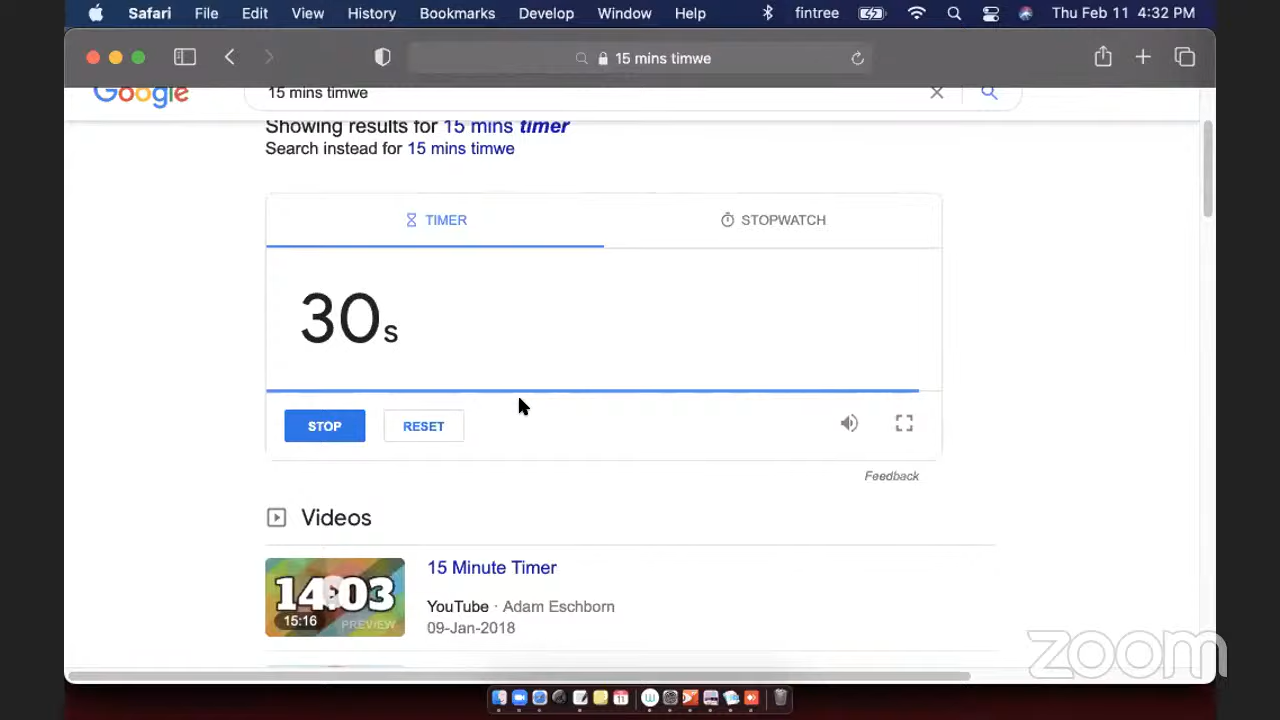 Safari File Edit View History Bookmarks Develop Window Help fintree Thu Feb 11 4:32 PM
15 mins timwe
Google 15 mins timwe
Showing results for 15 mins timer
Search instead for 15 mins timwe
TIMER STOPWATCH
30s
STOP RESET
Feedback
Videos
14:03
15:16 PREVIEW
15 Minute Timer
YouTube · Adam Eschborn
09-Jan-2018
zoom
11